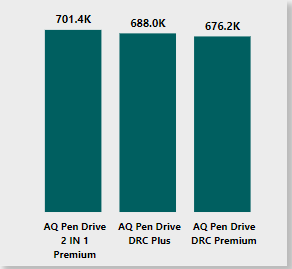 701.4K
688.0K
676.2K
AQ Pen Drive
2 IN 1
Premium
AQ Pen Drive
DRC Plus
AQ Pen Drive
DRC Premium